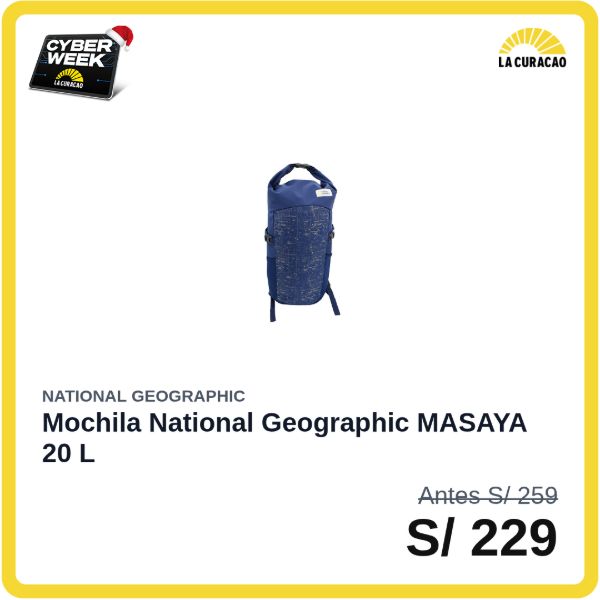 CYBER
WEEK
LA CURACAO
LA CURACAO
NATIONAL GEOGRAPHIC
Mochila National Geographic MASAYA
20 L
Antes S/ 259
S/ 229